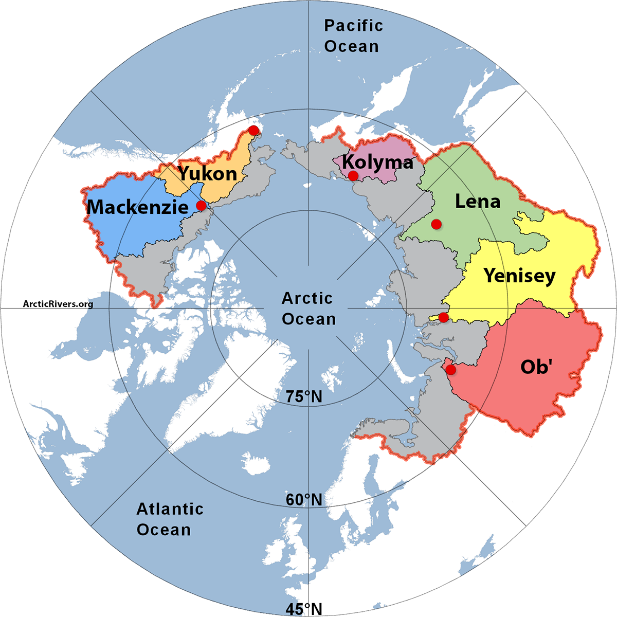 Pacific
Ocean
Kolyma
Yukon
Mackenzie
Lena
Yenisey
ArcticRivers.org
Arctic
Ocean
Ob'
75°N
60°N
Atlantic
Ocean
45°N